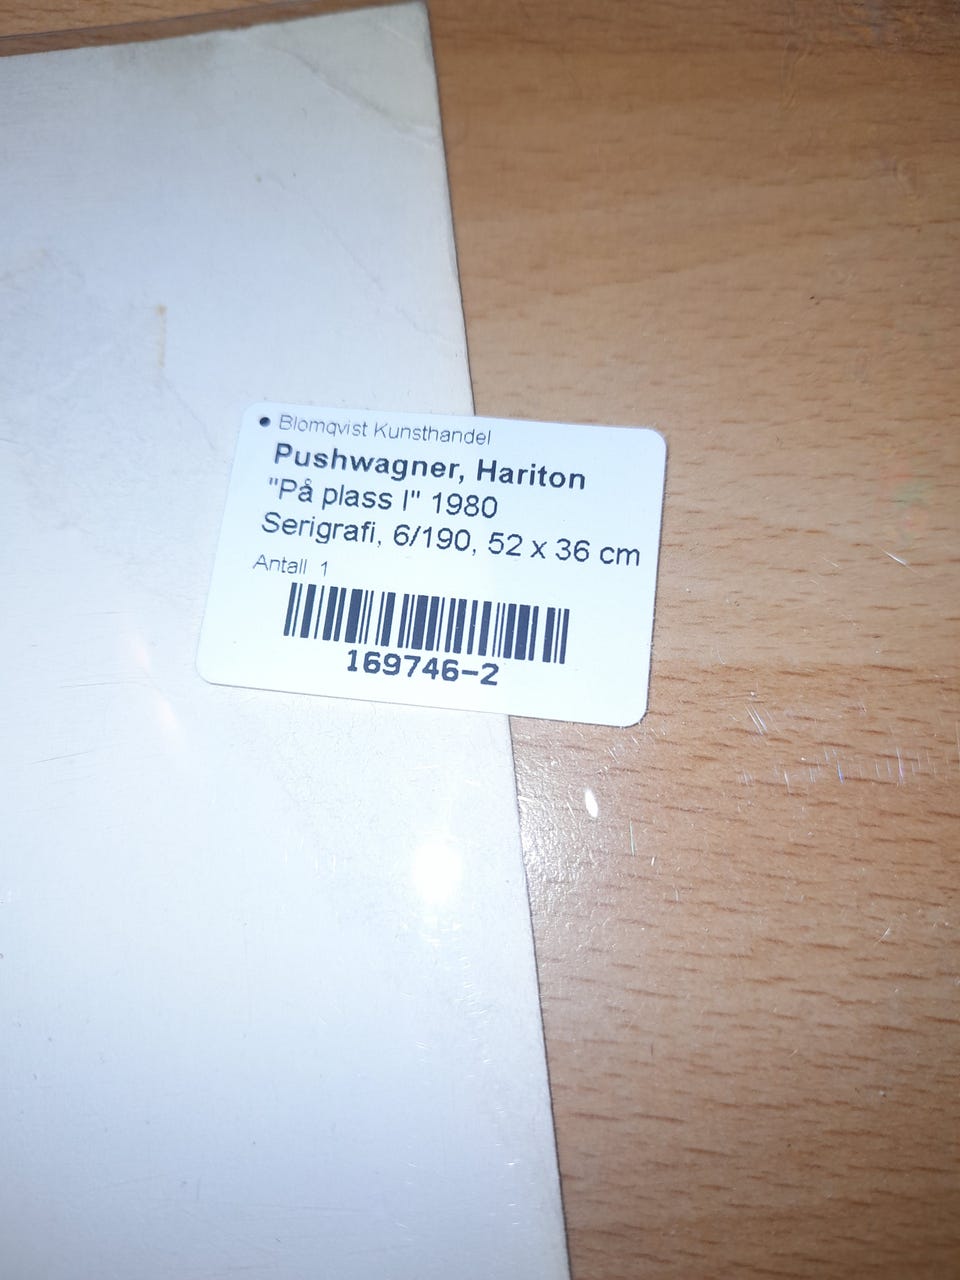 Blomqvist Kunsthandel
Pushwagner, Hariton
"På plass I" 1980
Serigrafi, 6/190, 52 x 36 cm
Antall 1
169746-2